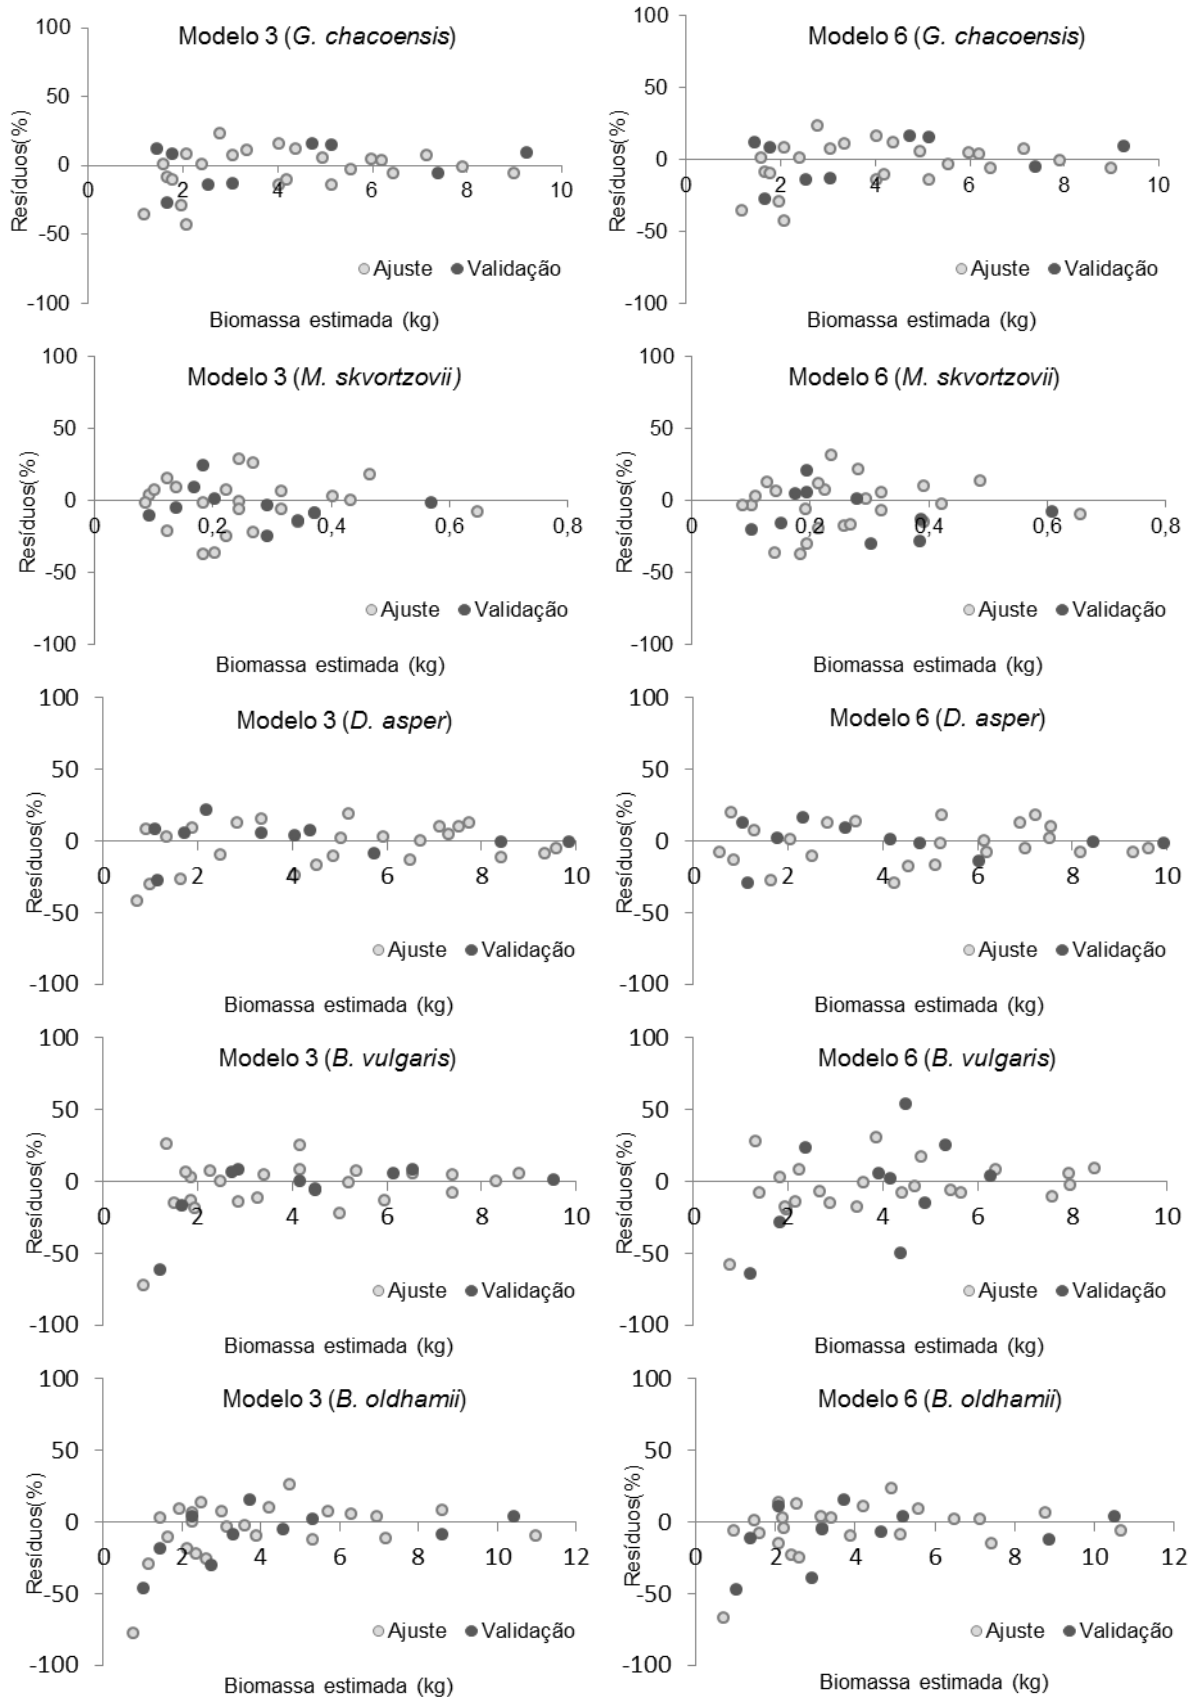 Modelo 3 (G. chacoensis)
100
50
0
-50
-100
Resíduos(%)
0 2 4 6 8 10
Ajuste Validação
Biomassa estimada (kg)
Modelo 6 (G. chacoensis)
100
50
0
-50
-100
Resíduos(%)
0 2 4 6 8 10
Ajuste Validação
Biomassa estimada (kg)
Modelo 3 (M. skvortzovii)
100
50
0
-50
-100
Resíduos(%)
0 0,2 0,4 0,6 0,8
Ajuste Validação
Biomassa estimada (kg)
Modelo 6 (M. skvortzovii)
100
50
0
-50
-100
Resíduos(%)
0 0,2 0,4 0,6 0,8
Ajuste Validação
Biomassa estimada (kg)
Modelo 3 (D. asper)
100
50
0
-50
-100
Resíduos(%)
0 2 4 6 8 10
Ajuste Validação
Biomassa estimada (kg)
Modelo 6 (D. asper)
100
50
0
-50
-100
Resíduos(%)
0 2 4 6 8 10
Ajuste Validação
Biomassa estimada (kg)
Modelo 3 (B. vulgaris)
100
50
0
-50
-100
Resíduos(%)
0 2 4 6 8 10
Ajuste Validação
Biomassa estimada (kg)
Modelo 6 (B. vulgaris)
100
50
0
-50
-100
Resíduos(%)
0 2 4 6 8 10
Ajuste Validação
Biomassa estimada (kg)
Modelo 3 (B. oldhamii)
100
50
0
-50
-100
Resíduos(%)
0 2 4 6 8 10 12
Ajuste Validação
Biomassa estimada (kg)
Modelo 6 (B. oldhamii)
100
50
0
-50
-100
Resíduos(%)
0 2 4 6 8 10 12
Ajuste Validação
Biomassa estimada (kg)